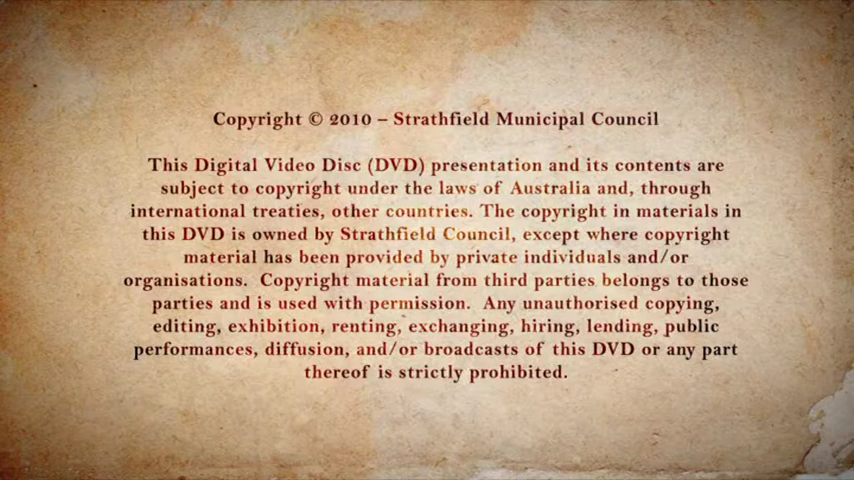 Copyright © 2010 – Strathfield Municipal Council
This Digital Video Disc (DVD) presentation and its contents are
subject to copyright under the laws of Australia and, through
international treaties, other countries. The copyright in materials in
this DVD is owned by Strathfield Council, except where copyright
material has been provided by private individuals and/or
organisations.  Copyright material from third parties belongs to those
parties and is used with permission.  Any unauthorised copying,
editing, exhibition, renting, exchanging, hiring, lending, public
performances, diffusion, and/or broadcasts of this DVD or any part
thereof is strictly prohibited.